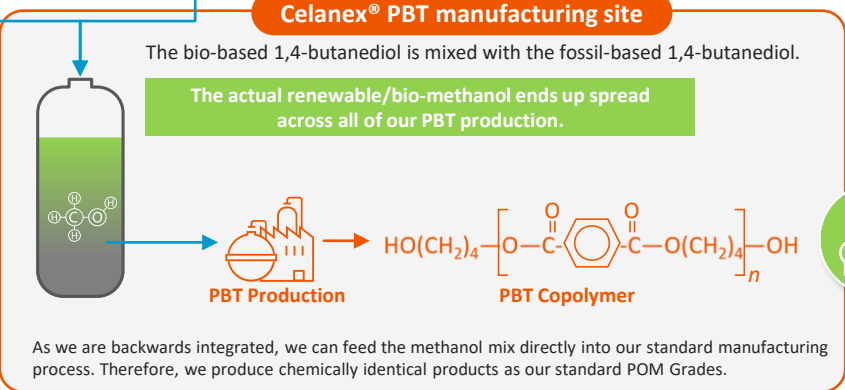 Celanex® PBT manufacturing site
The bio-based 1,4-butanediol is mixed with the fossil-based 1,4-butanediol.
The actual renewable/bio-methanol ends up spread
across all of our PBT production.
H
H C O H
H
O O
HO(CH₂)₄ O C C O(CH₂)₄ OH
n
PBT Production
PBT Copolymer
As we are backwards integrated, we can feed the methanol mix directly into our standard manufacturing
process. Therefore, we produce chemically identical products as our standard POM Grades.